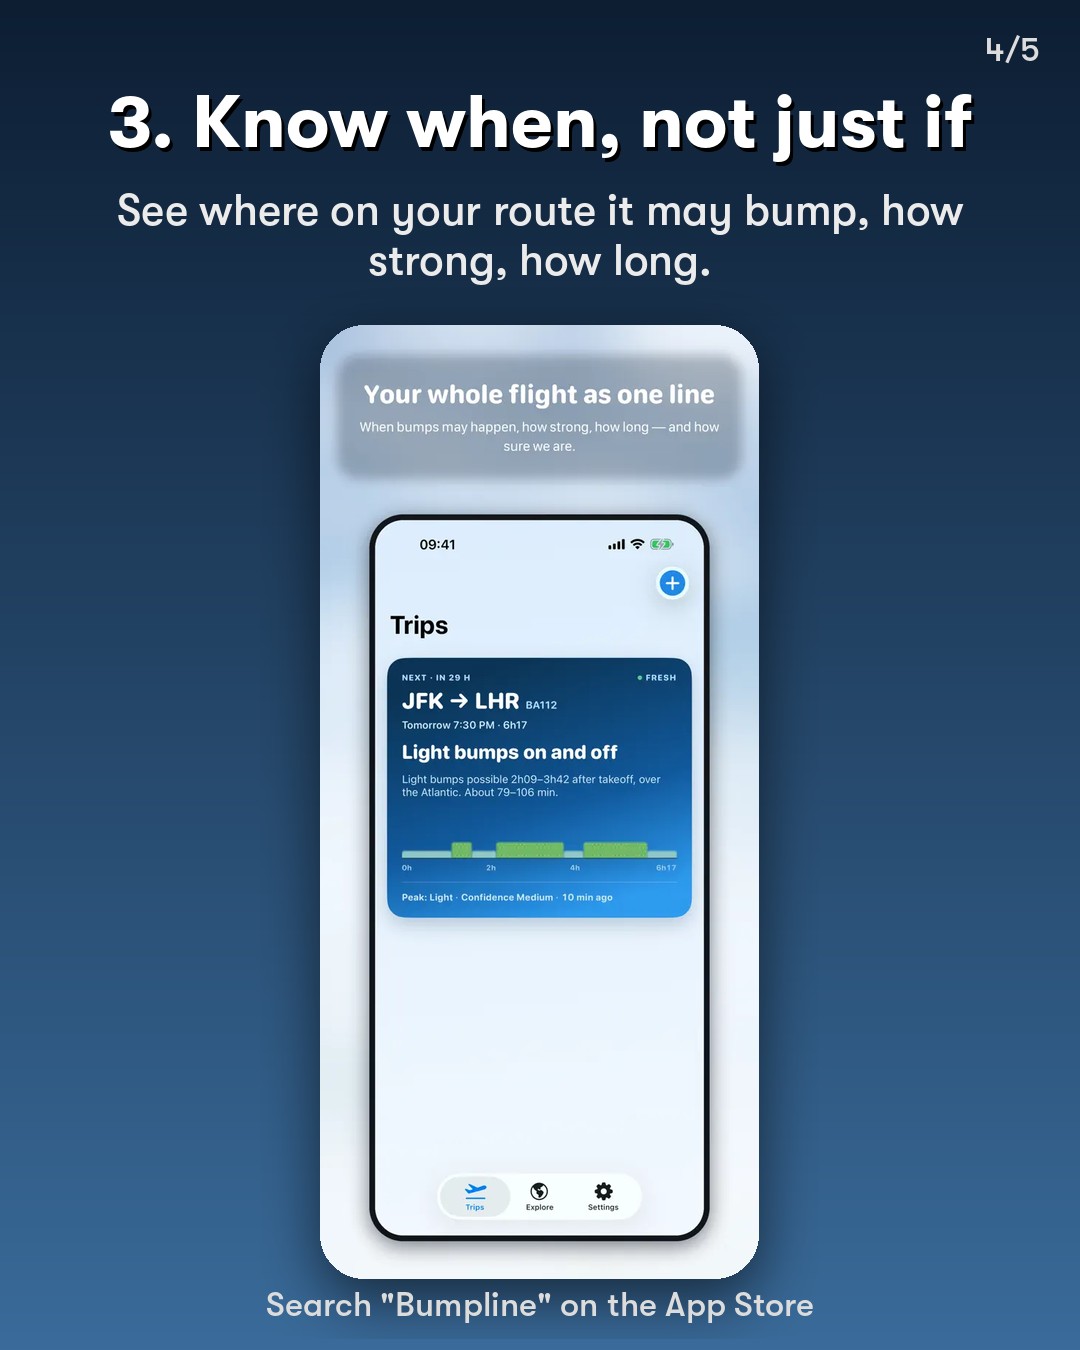 4/5
3. Know when, not just if
See where on your route it may bump, how
strong, how long.
Your whole flight as one line
When bumps may happen, how strong, how long — and how
sure we are.
09:41
Trips
NEXT · IN 29 H
FRESH
JFK → LHR BA112
Tomorrow 7:30 PM · 6h17
Light bumps on and off
Light bumps possible 2h09–3h42 after takeoff, over
the Atlantic. About 79–106 min.
0h 2h 4h 6h17
Peak: Light · Confidence Medium · 10 min ago
Trips Explore Settings
Search "Bumpline" on the App Store